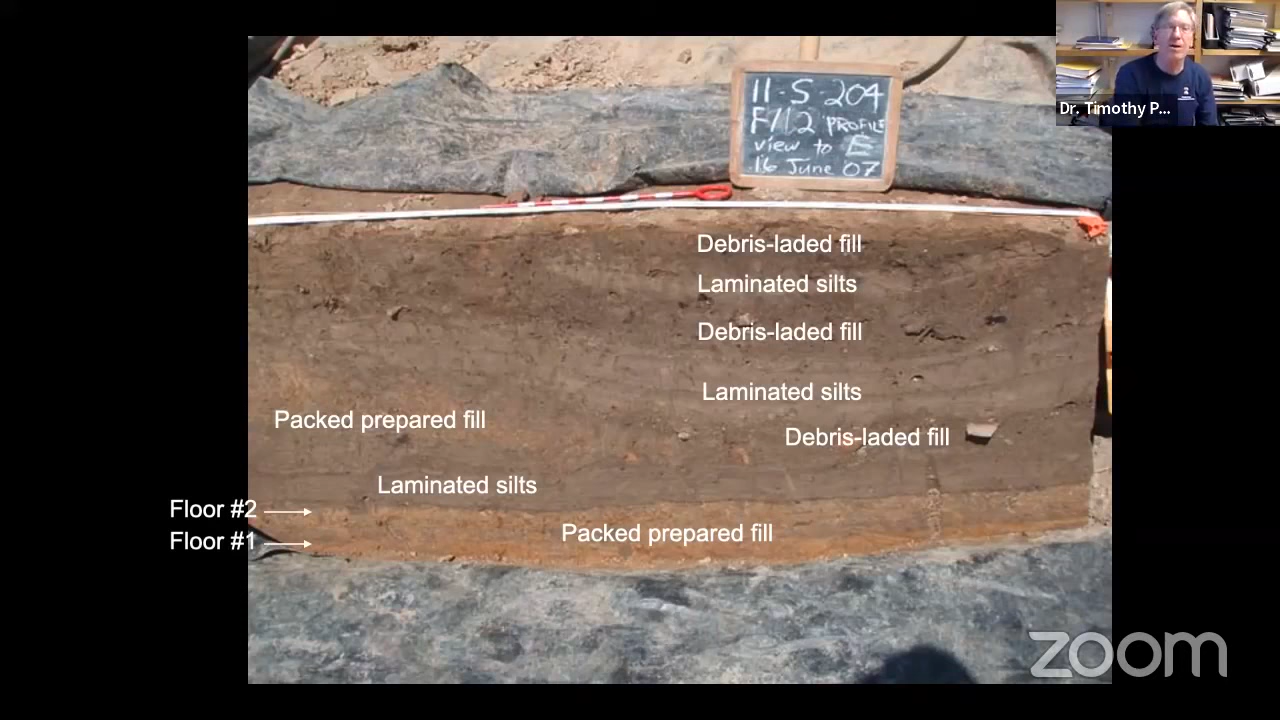 Dr. Timothy P...
11-S-204
F112 PROFILE
view to E
16 June 07
Debris-laded fill
Laminated silts
Debris-laded fill
Laminated silts
Packed prepared fill
Debris-laded fill
Laminated silts
Floor #2
Packed prepared fill
Floor #1
zoom